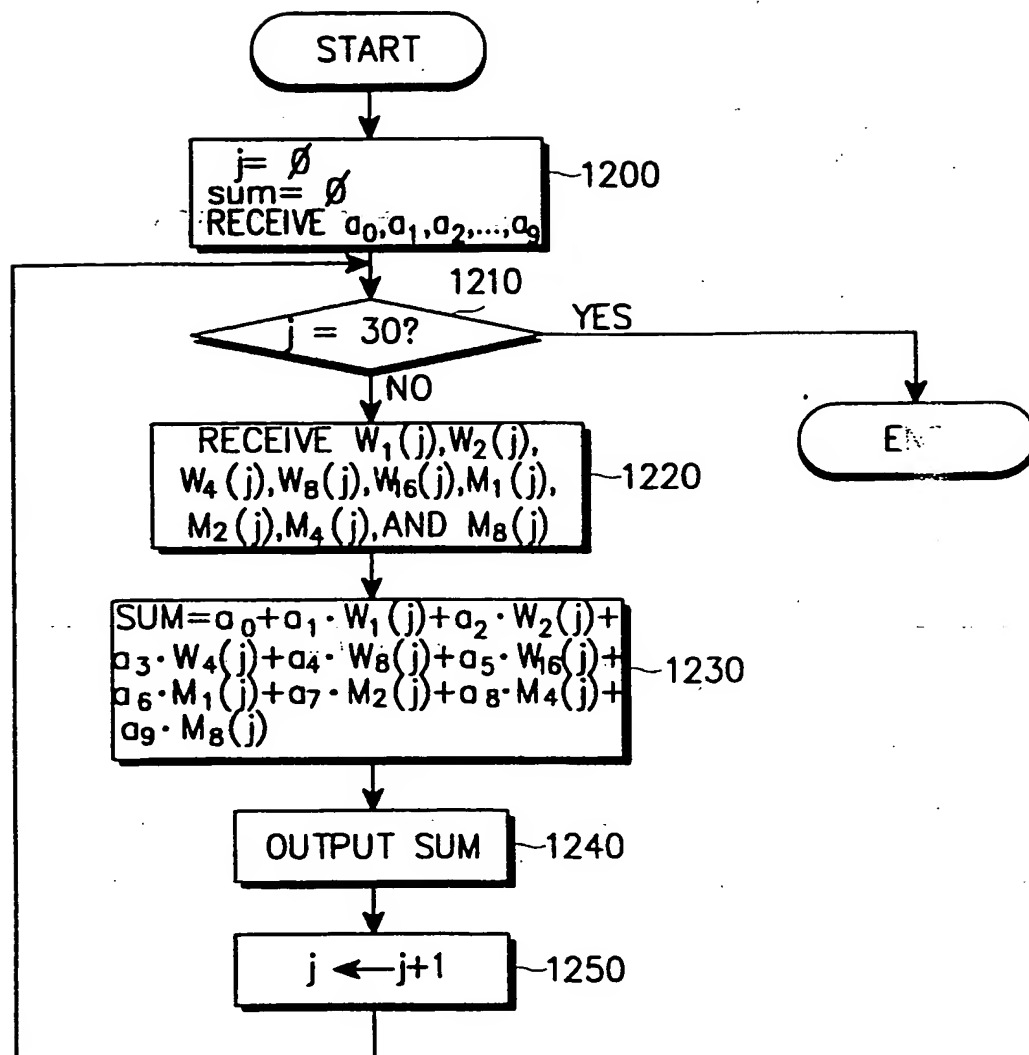 START
j= Ø
sum= Ø
RECEIVE a₀,a₁,a₂,...,a₉
1200
1210
j = 30?
YES
NO
RECEIVE W₁(j),W₂(j),
W₄(j),W₈(j),W₁₆(j),M₁(j),
M₂(j),M₄(j),AND M₈(j)
1220
SUM=a₀+a₁·W₁(j)+a₂·W₂(j)+
a₃·W₄(j)+a₄·W₈(j)+a₅·W₁₆(j)+
a₆·M₁(j)+a₇·M₂(j)+a₈·M₄(j)+
a₉·M₈(j)
1230
OUTPUT SUM
1240
j ←j+1
1250